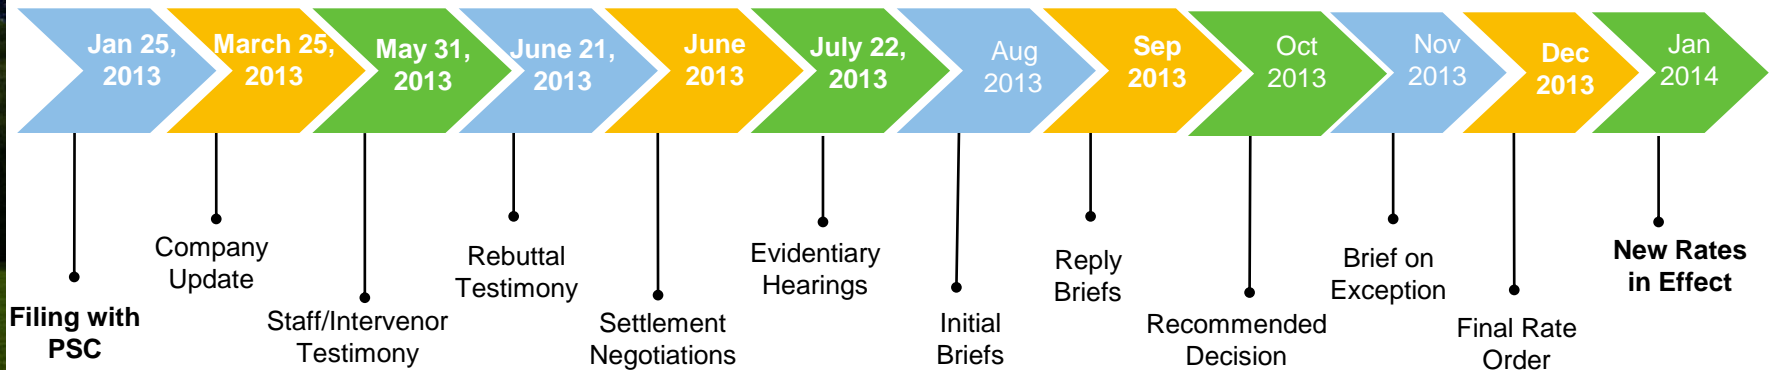 Jan 25,
2013
March 25,
2013
May 31,
2013
June 21,
2013
June
2013
July 22,
2013
Aug
2013
Sep
2013
Oct
2013
Nov
2013
Dec
2013
Jan
2014
Filing with
PSC
Company
Update
Staff/Intervenor
Testimony
Rebuttal
Testimony
Settlement
Negotiations
Evidentiary
Hearings
Initial
Briefs
Reply
Briefs
Recommended
Decision
Brief on
Exception
Final Rate
Order
New Rates
in Effect